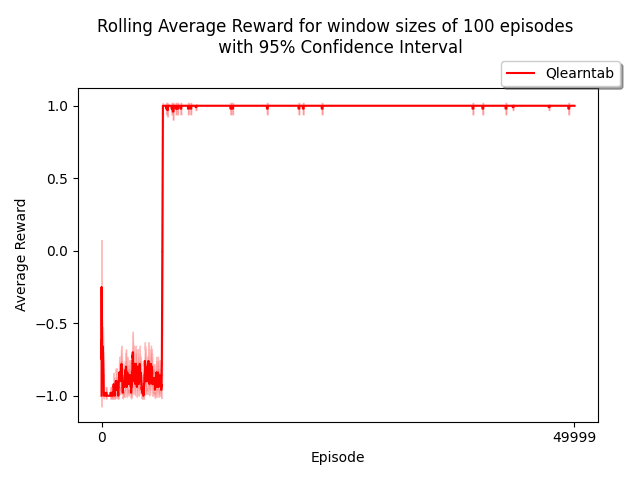 Rolling Average Reward for window sizes of 100 episodes
with 95% Confidence Interval
Qlearntab
1.0
0.5
0.0
−0.5
−1.0
Average Reward
0
49999
Episode